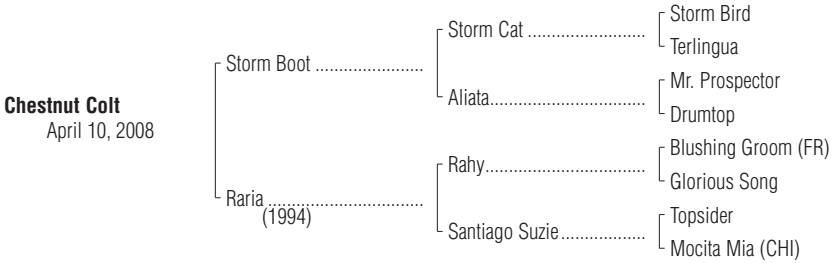 Storm Bird
Storm Cat ............................
Terlingua
Storm Boot .........................
Mr. Prospector
Aliata.....................................
Drumtop
Chestnut Colt
April 10, 2008
Blushing Groom (FR)
Rahy......................................
Glorious Song
Raria ....................................
(1994)
Topsider
Santiago Suzie....................
Mocita Mia (CHI)